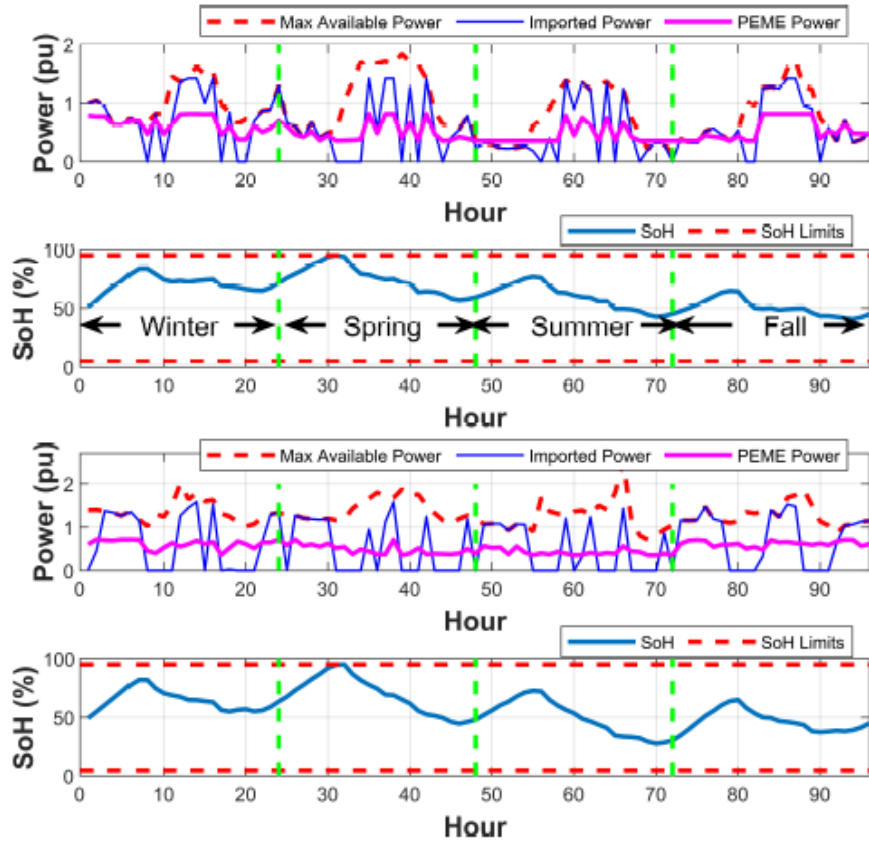 Max Available Power Imported Power PEME Power
Power (pu)
2
1
0
0 10 20 30 40 50 60 70 80 90
Hour
SoH SoH Limits
SoH (%)
100
50
0
Winter Spring Summer Fall
0 10 20 30 40 50 60 70 80 90
Hour
Max Available Power Imported Power PEME Power
Power (pu)
2
1
0
0 10 20 30 40 50 60 70 80 90
Hour
SoH SoH Limits
SoH (%)
100
50
0
0 10 20 30 40 50 60 70 80 90
Hour